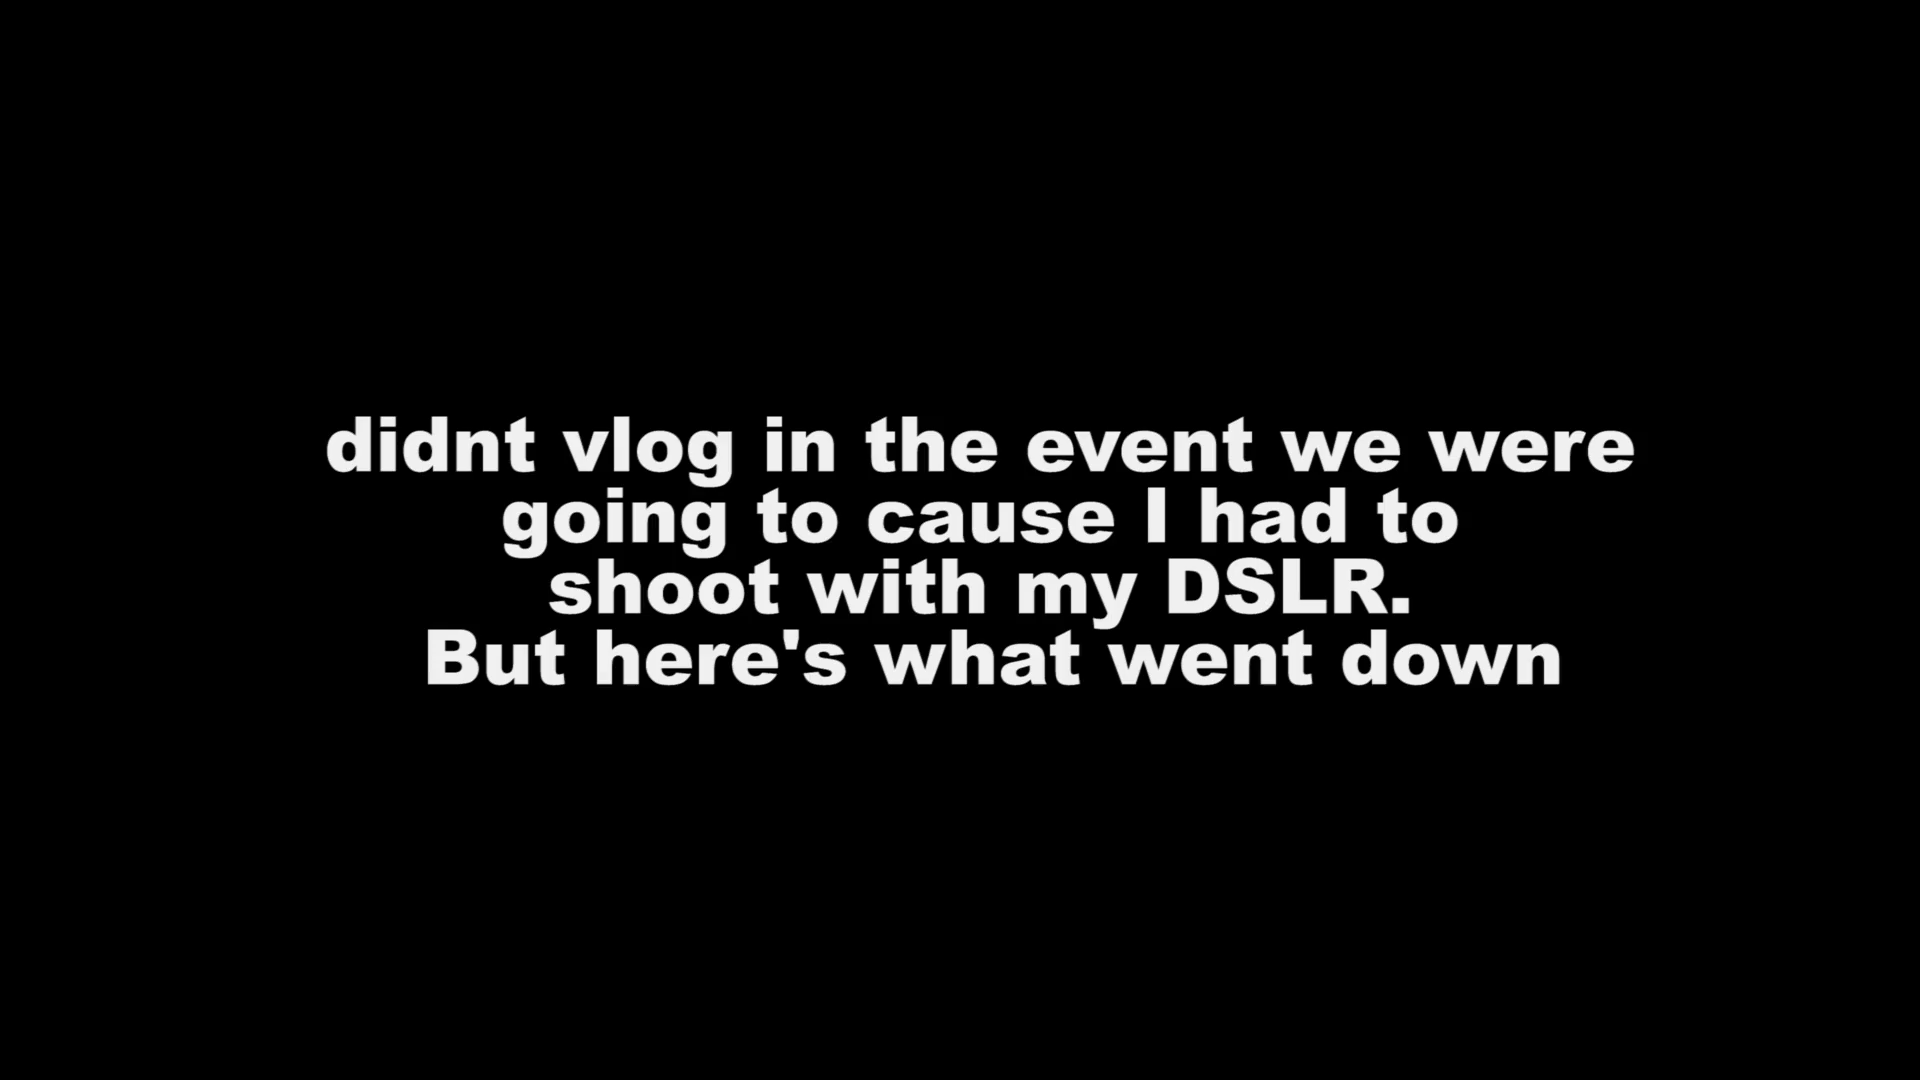 didnt vlog in the event we were
going to cause I had to
shoot with my DSLR.
But here's what went down